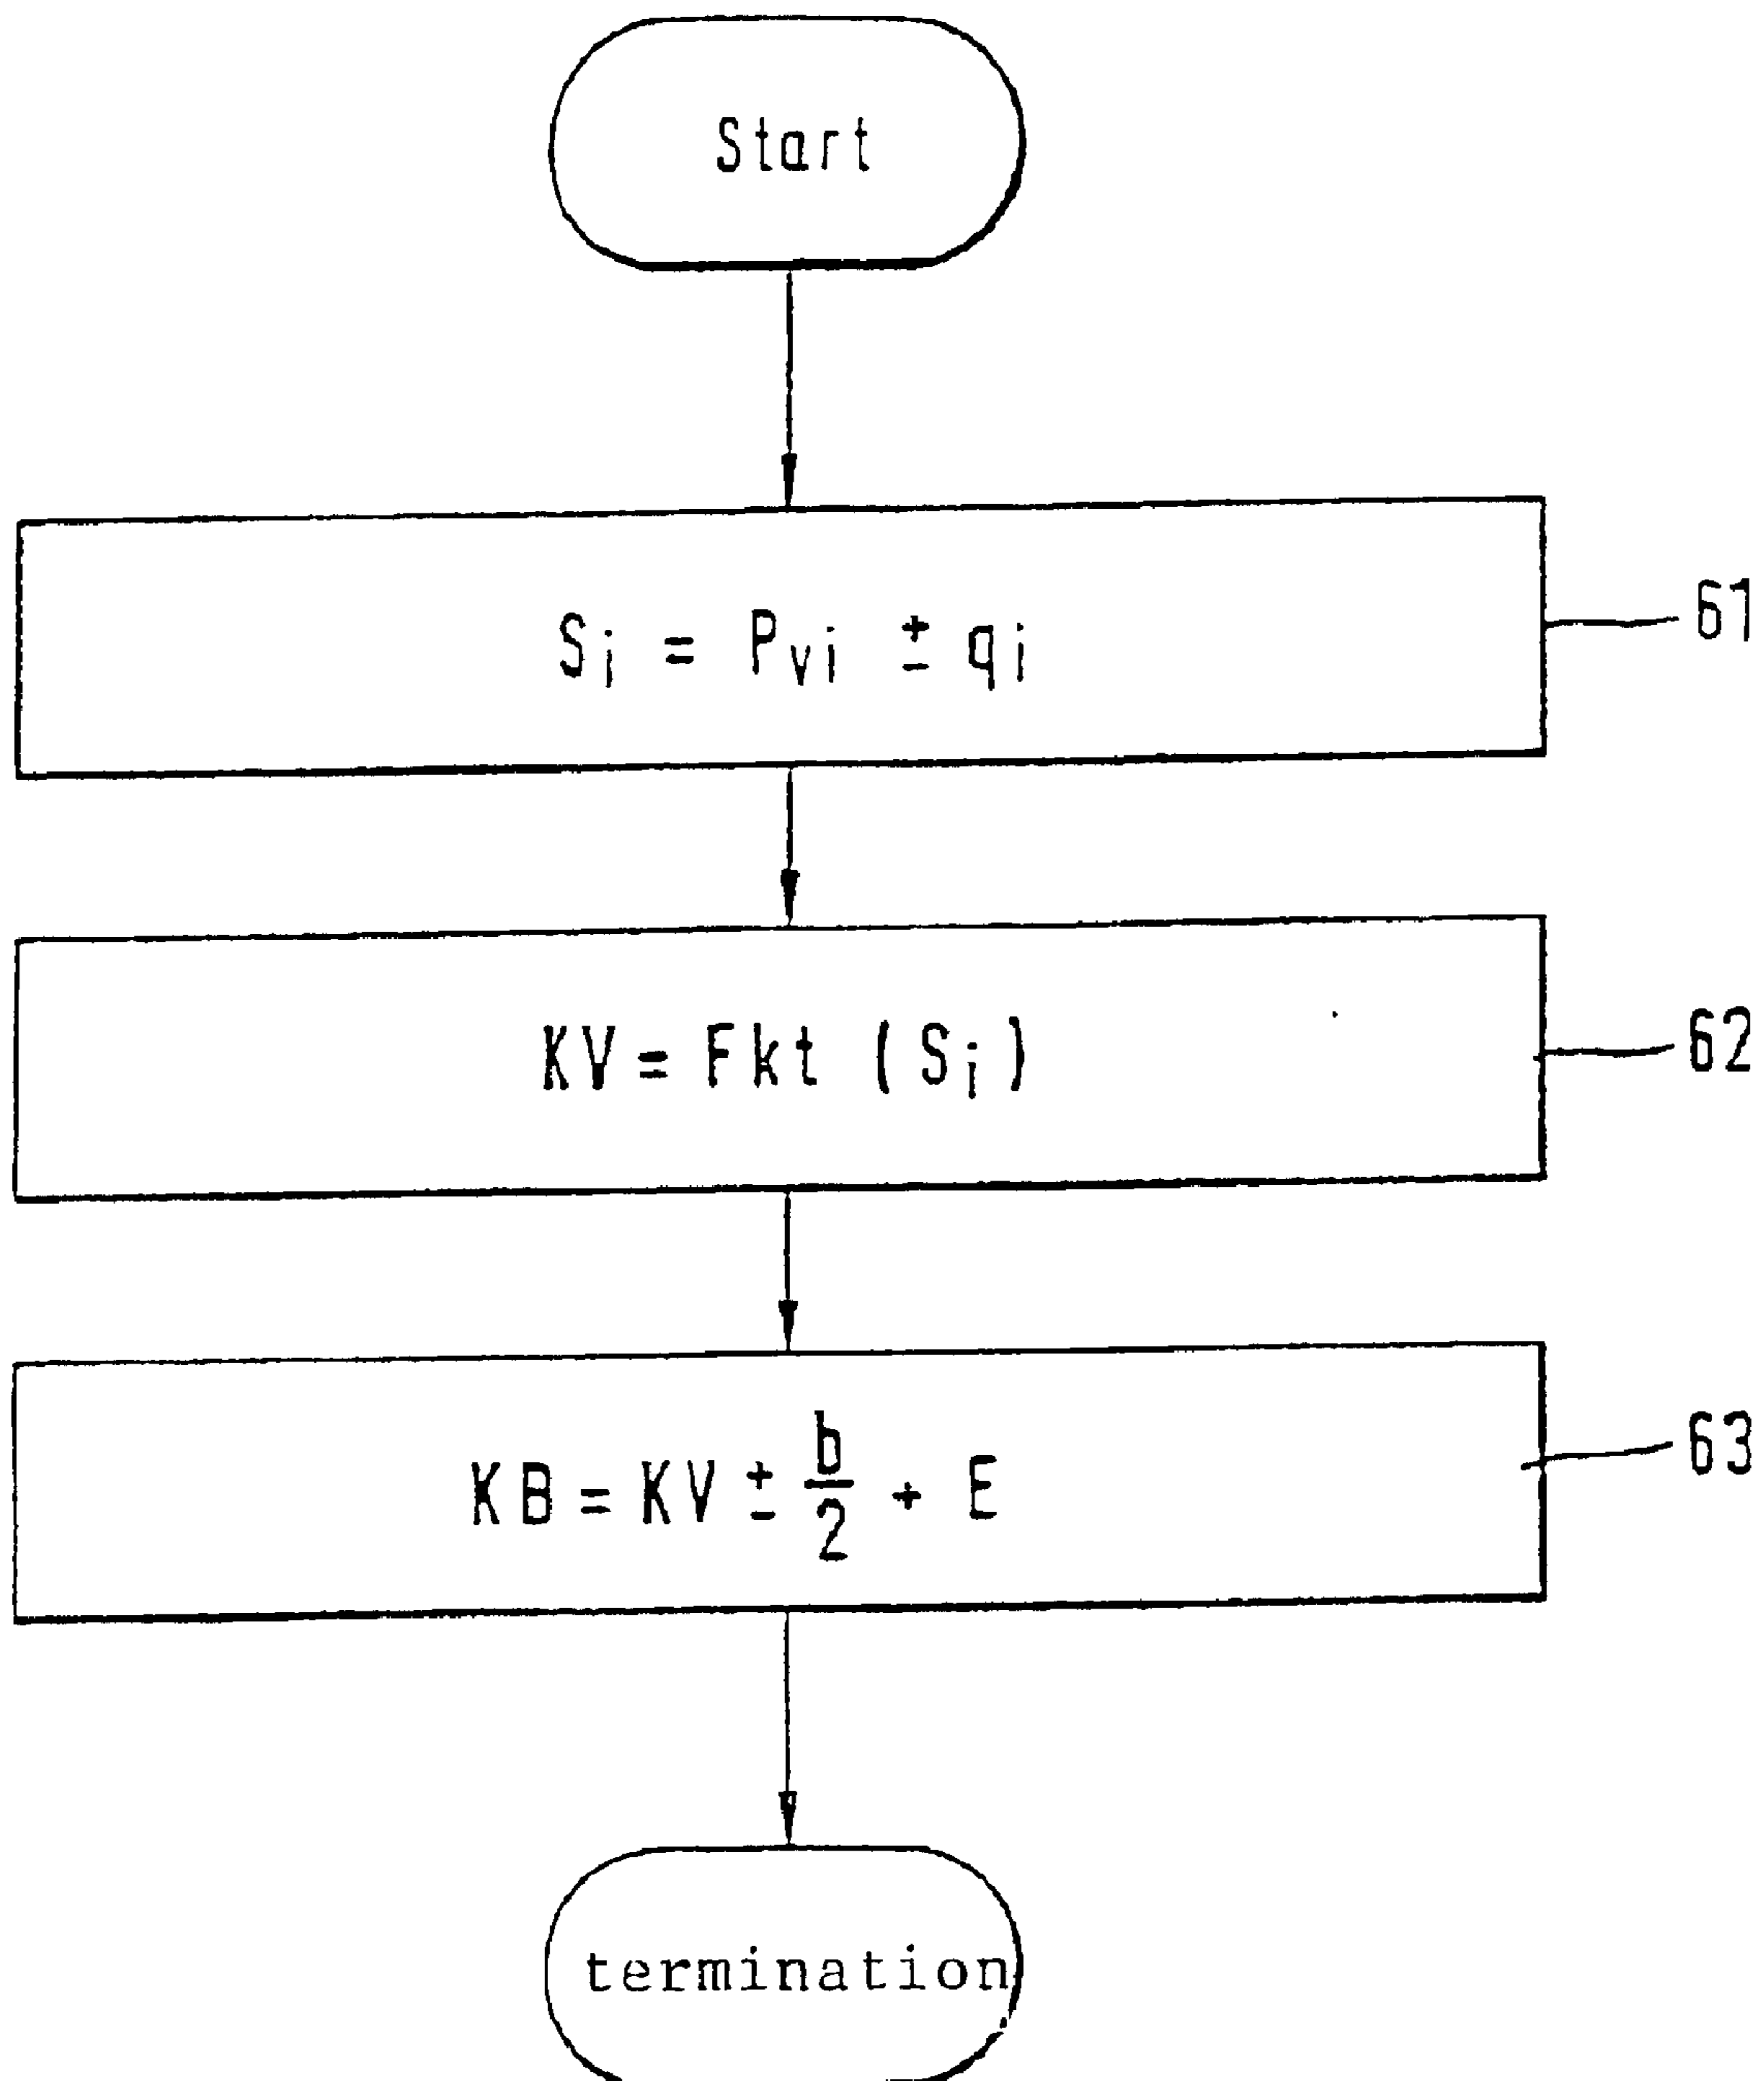 Start
Si = Pvi ± qi
61
KV = Fkt (Si)
62
KB = KV ± b/2 + E
63
termination